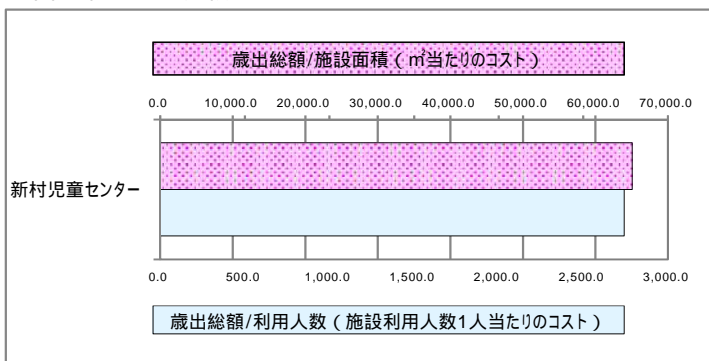 歳出総額/施設面積(㎡当たりのコスト)
0.0 10,000.0 20,000.0 30,000.0 40,000.0 50,000.0 60,000.0 70,000.0
新村児童センター
0.0 500.0 1,000.0 1,500.0 2,000.0 2,500.0 3,000.0
歳出総額/利用人数(施設利用人数1人当たりのコスト)